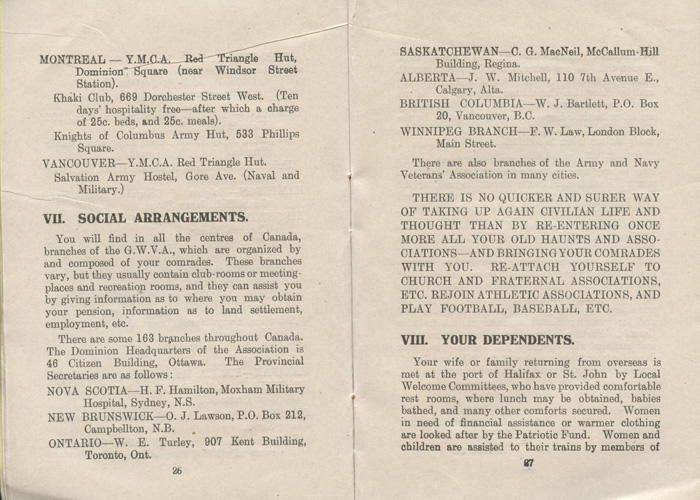 MONTREAL — Y.M.C.A. Red Triangle Hut,
Dominion Square (near Windsor Street
Station).
Khaki Club, 669 Dorchester Street West. (Ten
days' hospitality free—after which a charge
of 25c. beds, and 25c. meals).
Knights of Columbus Army Hut, 533 Phillips
Square.
VANCOUVER—Y.M.C.A. Red Triangle Hut.
Salvation Army Hostel, Gore Ave. (Naval and
Military.)
VII. SOCIAL ARRANGEMENTS.
You will find in all the centres of Canada,
branches of the G.W.V.A., which are organized by
and composed of your comrades. These branches
vary, but they usually contain club-rooms or meeting-
places and recreation rooms, and they can assist you
by giving information as to where you may obtain
your pension, information as to land settlement,
employment, etc.
There are some 163 branches throughout Canada.
The Dominion Headquarters of the Association is
46 Citizen Building, Ottawa. The Provincial
Secretaries are as follows:
NOVA SCOTIA—H. F. Hamilton, Moxham Military
Hospital, Sydney, N.S.
NEW BRUNSWICK—O. J. Lawson, P.O. Box 212,
Campbellton, N.B.
ONTARIO—W. E. Turley, 907 Kent Building,
Toronto, Ont.
26
SASKATCHEWAN—C. G. MacNeil, McCallum-Hill
Building, Regina.
ALBERTA—J. W. Mitchell, 110 7th Avenue E.,
Calgary, Alta.
BRITISH COLUMBIA—W. J. Bartlett, P.O. Box
20, Vancouver, B.C.
WINNIPEG BRANCH—F. W. Law, London Block,
Main Street.
There are also branches of the Army and Navy
Veterans' Association in many cities.
THERE IS NO QUICKER AND SURER WAY
OF TAKING UP AGAIN CIVILIAN LIFE AND
THOUGHT THAN BY RE-ENTERING ONCE
MORE ALL YOUR OLD HAUNTS AND ASSO-
CIATIONS—AND BRINGING YOUR COMRADES
WITH YOU. RE-ATTACH YOURSELF TO
CHURCH AND FRATERNAL ASSOCIATIONS,
ETC. REJOIN ATHLETIC ASSOCIATIONS, AND
PLAY FOOTBALL, BASEBALL, ETC.
VIII. YOUR DEPENDENTS.
Your wife or family returning from overseas is
met at the port of Halifax or St. John by Local
Welcome Committees, who have provided comfortable
rest rooms, where lunch may be obtained, babies
bathed, and many other comforts secured. Women
in need of financial assistance or warmer clothing
are looked after by the Patriotic Fund. Women and
children are assisted to their trains by members of
27